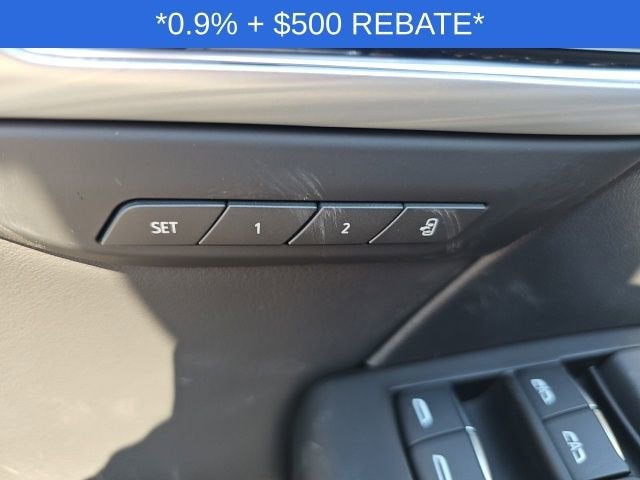 *0.9% + $500 REBATE*
SET 1 2
A